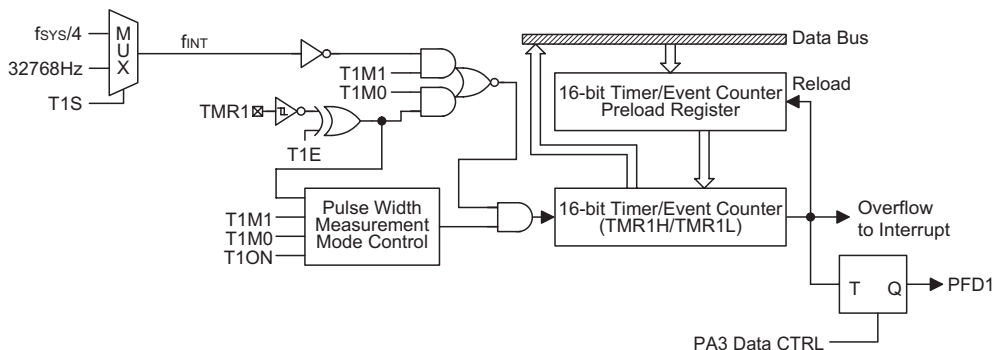 fSYS/4
32768Hz
T1S
MUX
fINT
T1M1
T1M0
TMR1
T1E
Data Bus
16-bit Timer/Event Counter
Preload Register
Reload
T1M1
T1M0
T1ON
Pulse Width
Measurement
Mode Control
16-bit Timer/Event Counter
(TMR1H/TMR1L)
Overflow
to Interrupt
T Q
PFD1
PA3 Data CTRL